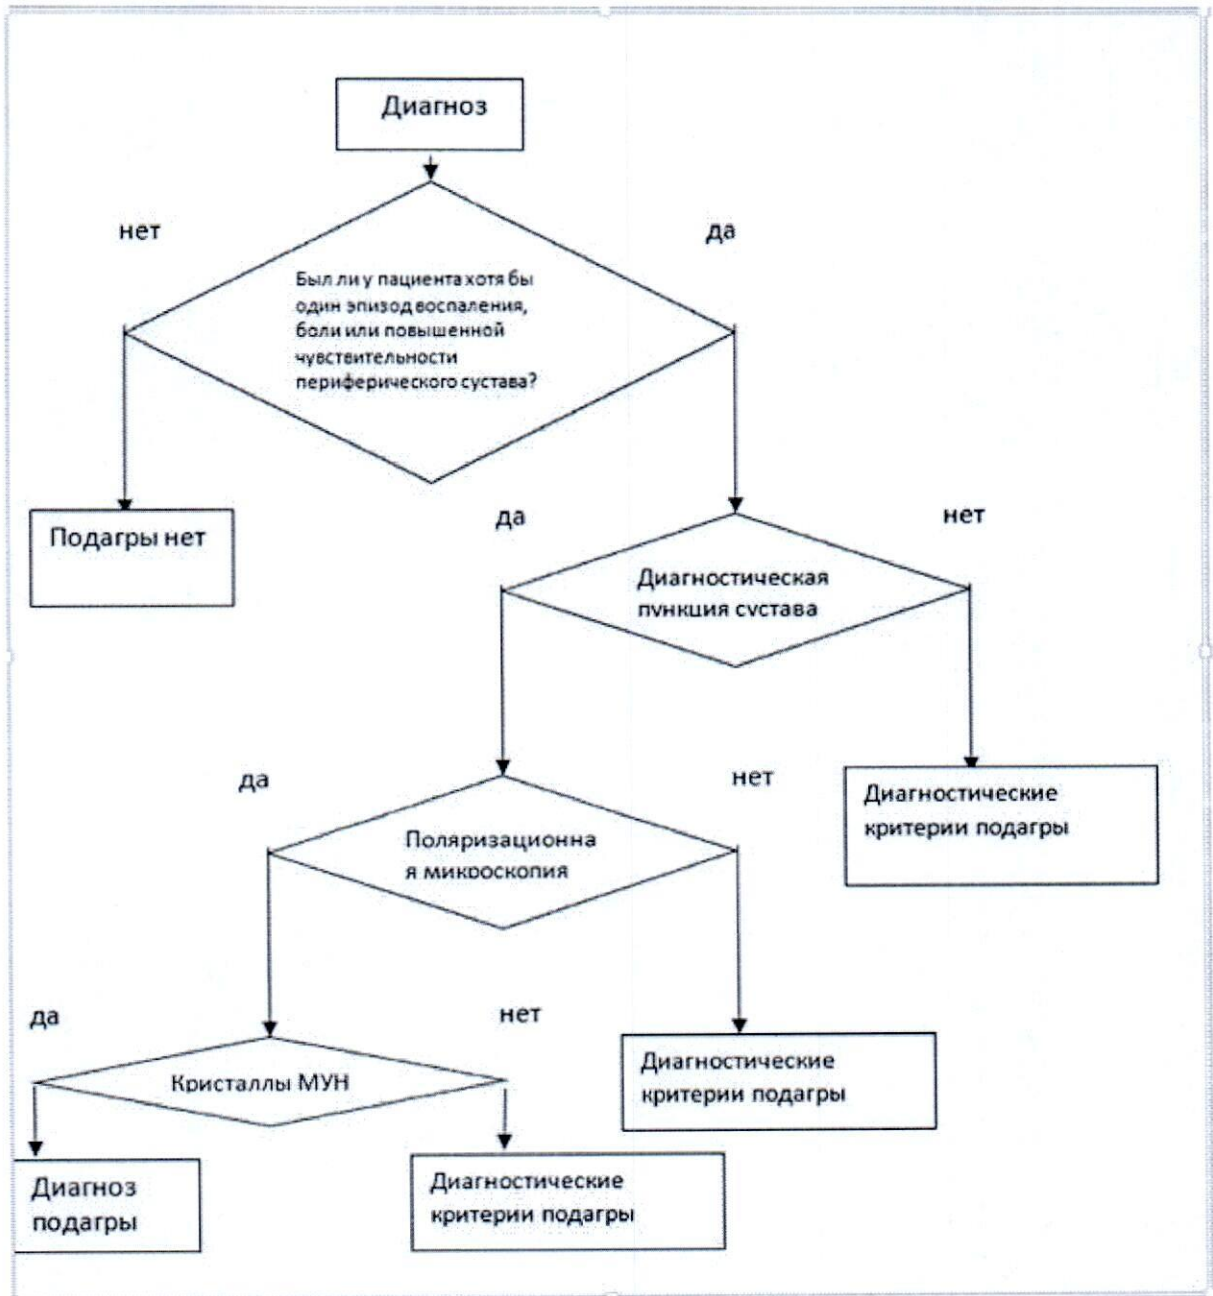 Диагноз
нет
да
Был ли у пациента хотя бы
один эпизод воспаления,
боли или повышенной
чувствительности
периферического сустава?
Подагры нет
да
нет
Диагностическая
пункция сустава
да
нет
Диагностические
критерии подагры
Поляризационна
я микроскопия
да
нет
Диагностические
критерии подагры
Кристаллы МУН
Диагноз
подагры
Диагностические
критерии подагры